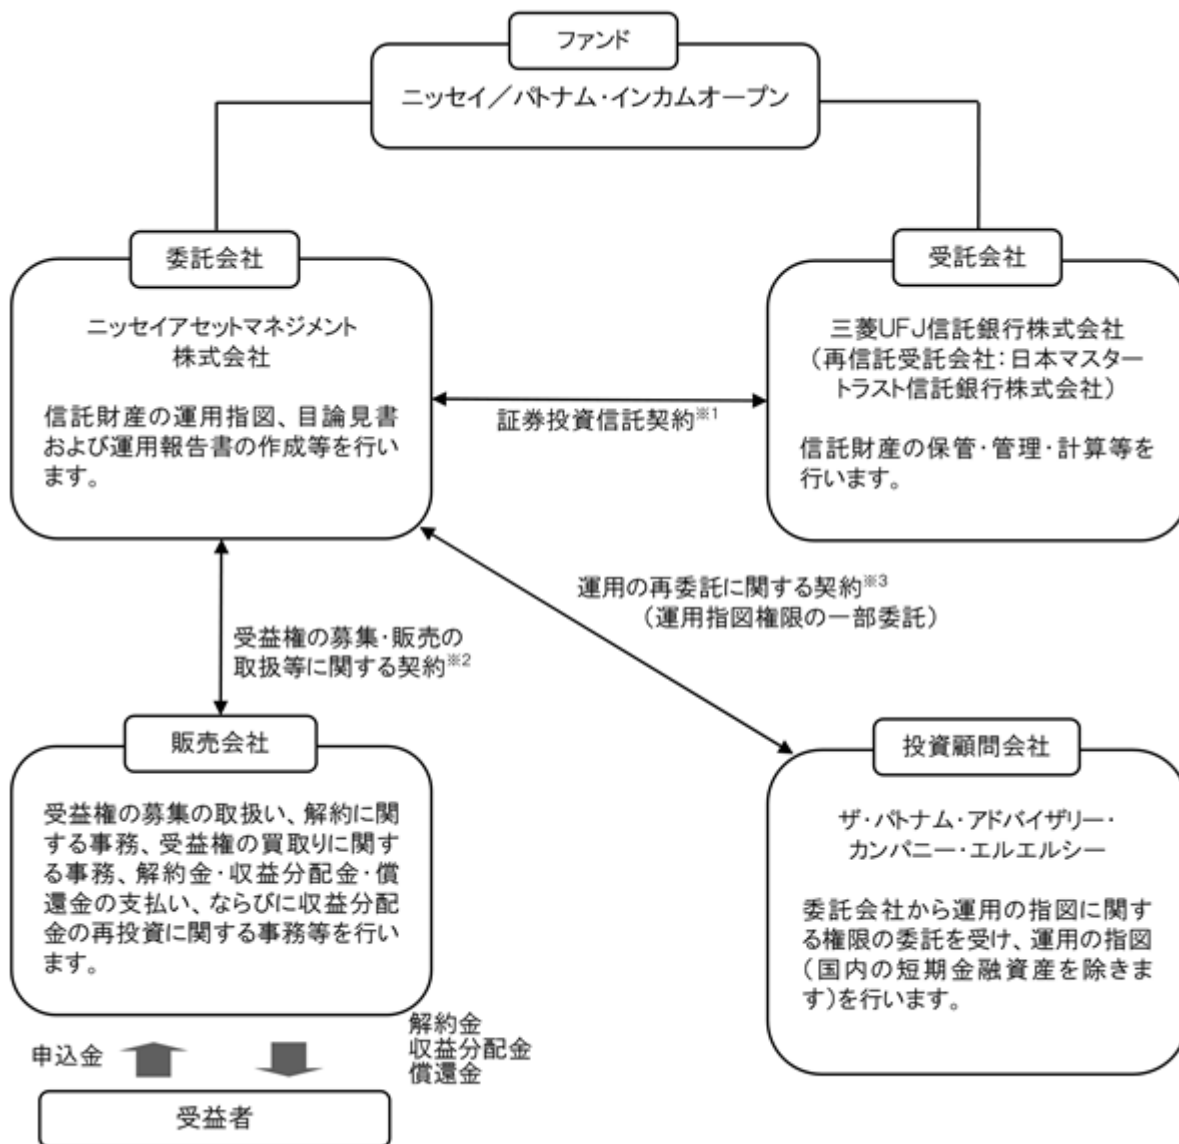 ファンド
ニッセイ／パトナム・インカムオープン
委託会社
ニッセイアセットマネジメント
株式会社
信託財産の運用指図、目論見書
および運用報告書の作成等を行い
ます。
受託会社
三菱UFJ信託銀行株式会社
（再信託受託会社：日本マスター
トラスト信託銀行株式会社）
信託財産の保管・管理・計算等を
行います。
証券投資信託契約※1
運用の再委託に関する契約※3
（運用指図権限の一部委託）
受益権の募集・販売の
取扱等に関する契約※2
販売会社
受益権の募集の取扱い、解約に関
する事務、受益権の買取りに関す
る事務、解約金・収益分配金・償
還金の支払い、ならびに収益分配
金の再投資に関する事務等を行い
ます。
投資顧問会社
ザ・パトナム・アドバイザリー・
カンパニー・エルエルシー
委託会社から運用の指図に関す
る権限の委託を受け、運用の指図
（国内の短期金融資産を除きま
す）を行います。
申込金
解約金
収益分配金
償還金
受益者